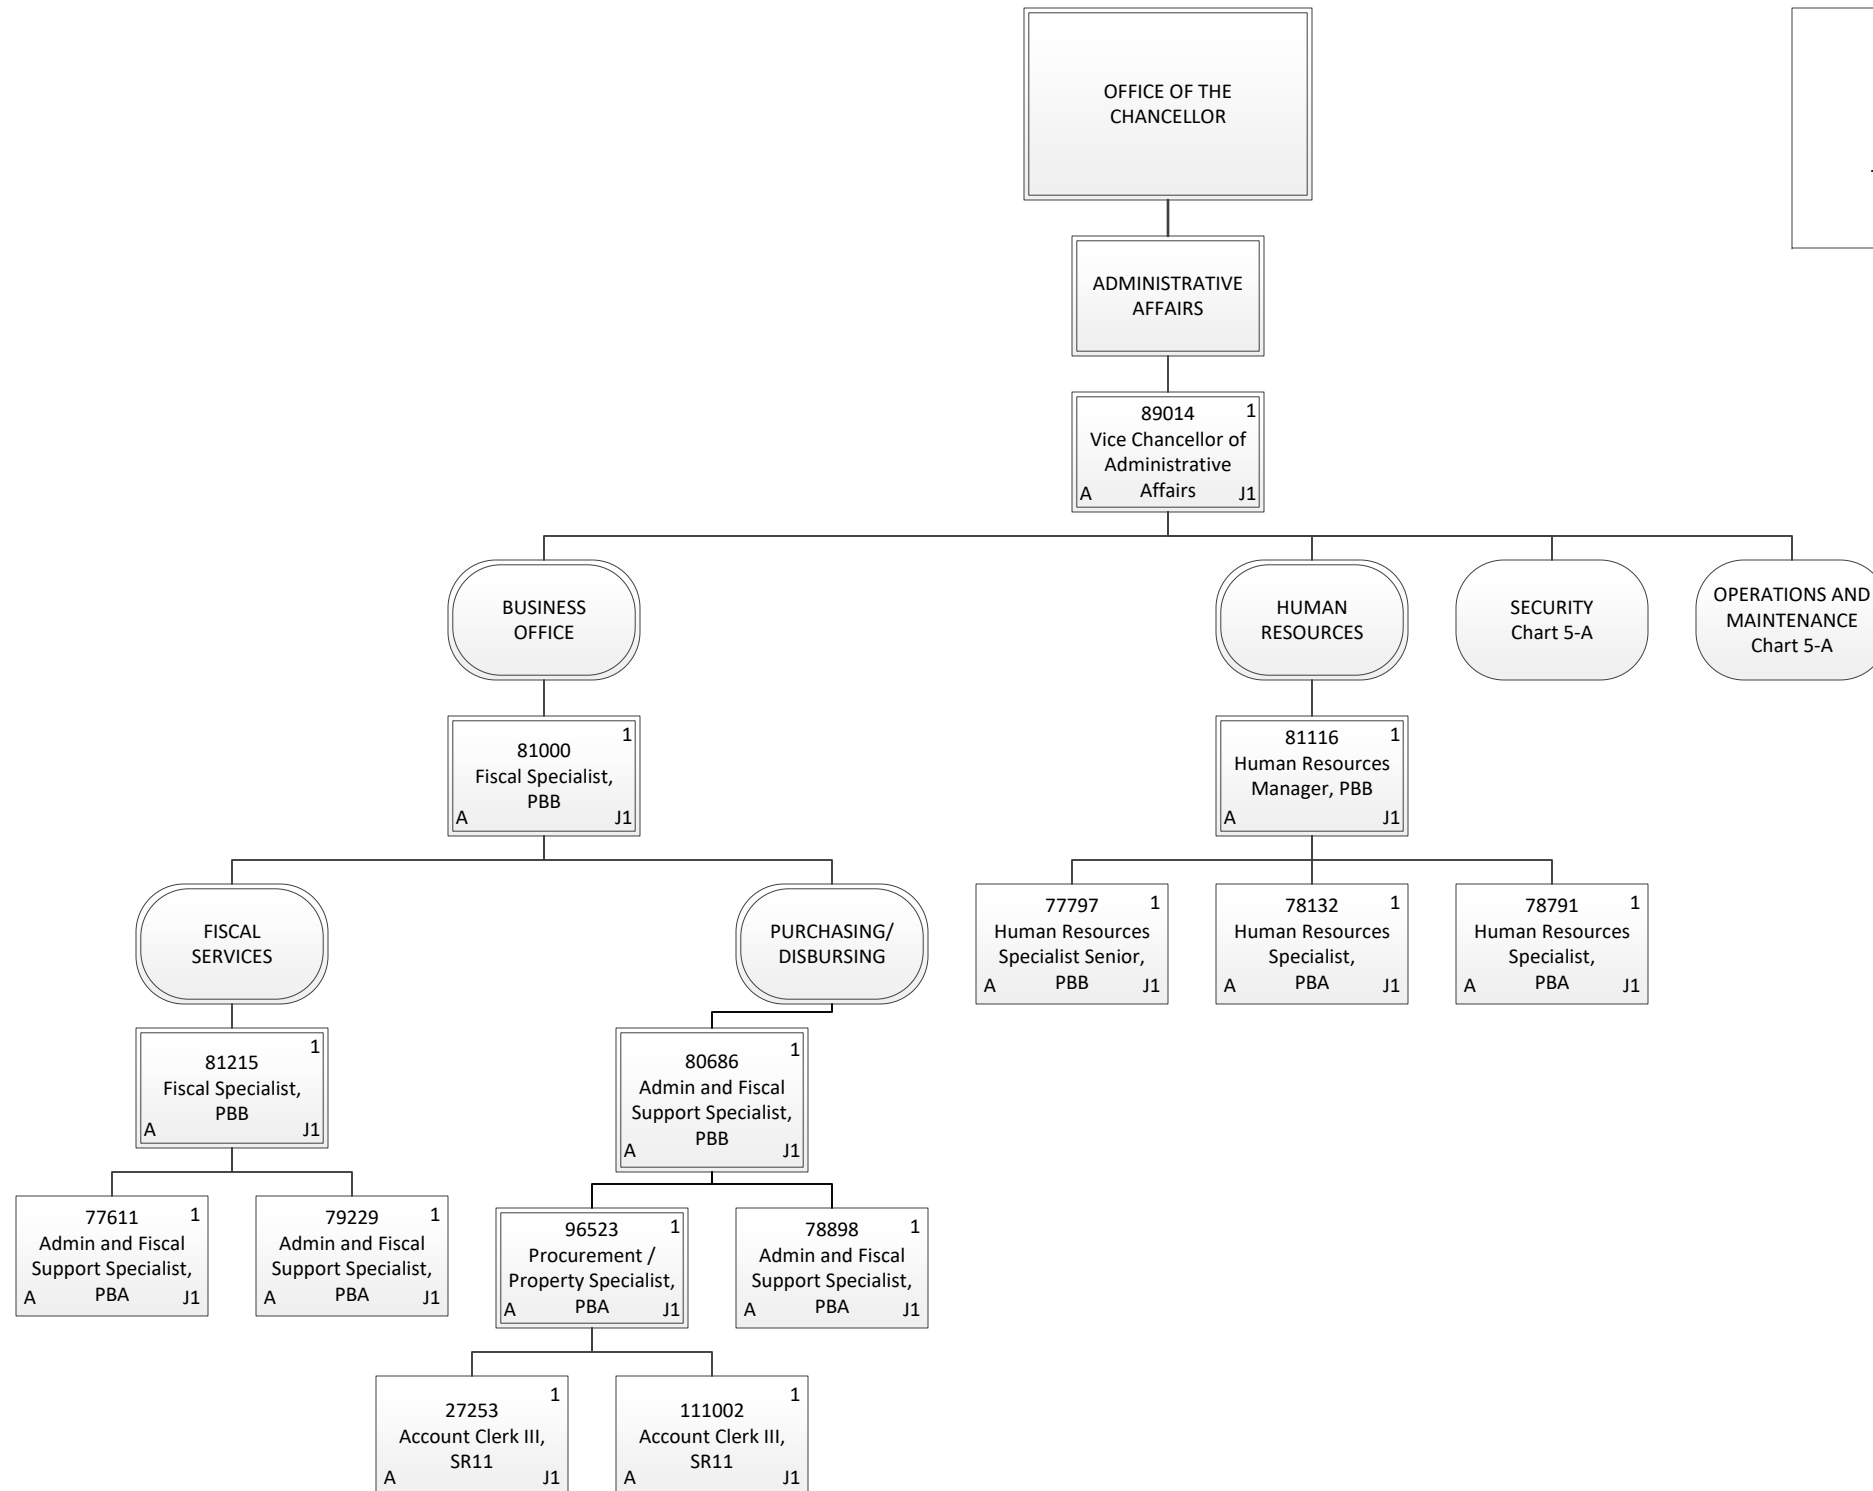 OFFICE OF THE
CHANCELLOR
ADMINISTRATIVE
AFFAIRS
89014 1
Vice Chancellor of
Administrative
A Affairs J1
BUSINESS
OFFICE
HUMAN
RESOURCES
SECURITY
Chart 5-A
OPERATIONS AND
MAINTENANCE
Chart 5-A
1
81000
Fiscal Specialist,
PBB
A J1
81116 1
Human Resources
Manager, PBB
A J1
FISCAL
SERVICES
PURCHASING/
DISBURSING
77797 1
Human Resources
Specialist Senior,
A PBB J1
78132 1
Human Resources
Specialist,
A PBA J1
78791 1
Human Resources
Specialist,
A PBA J1
1
81215
Fiscal Specialist,
PBB
A J1
1
80686
Admin and Fiscal
Support Specialist,
PBB
A J1
77611 1
Admin and Fiscal
Support Specialist,
A PBA J1
79229 1
Admin and Fiscal
Support Specialist,
A PBA J1
96523 1
Procurement /
Property Specialist,
A PBA J1
78898 1
Admin and Fiscal
Support Specialist,
A PBA J1
1
27253
Account Clerk III,
SR11
A J1
1
111002
Account Clerk III,
SR11
A J1